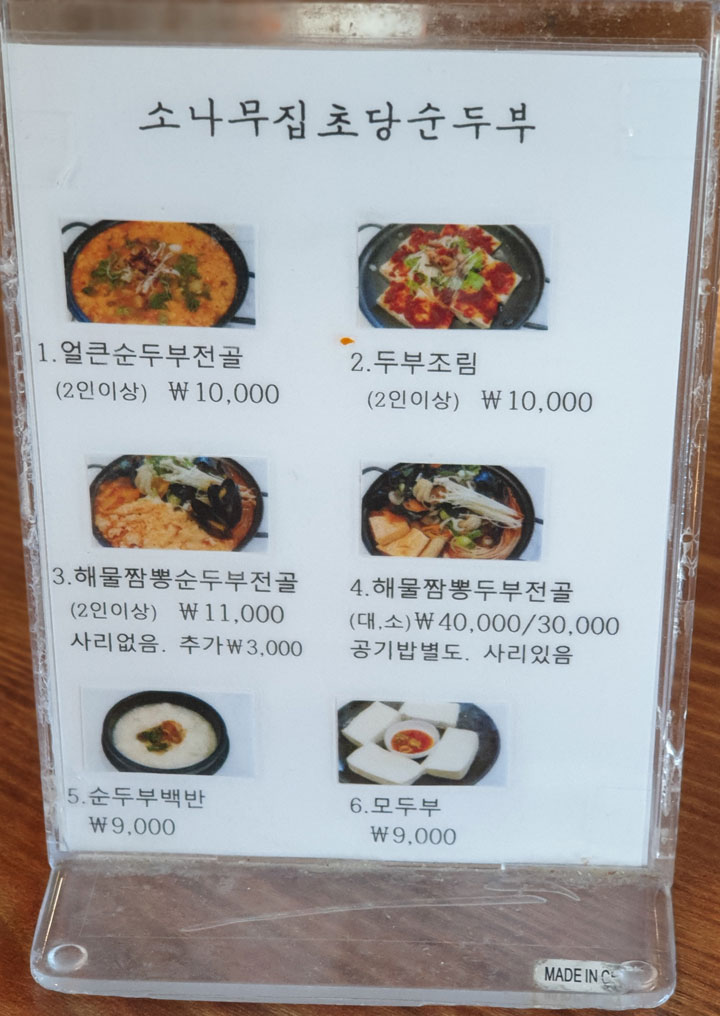 소나무집초당순두부
1.얼큰순두부전골
(2인이상) ₩10,000
2.두부조림
(2인이상) ₩10,000
3.해물짬뽕순두부전골
(2인이상) ₩11,000
사리없음. 추가₩3,000
4.해물짬뽕두부전골
(대.소)₩40,000/30,000
공기밥별도. 사리있음
5.순두부백반
₩9,000
6.모두부
₩9,000
MADE IN